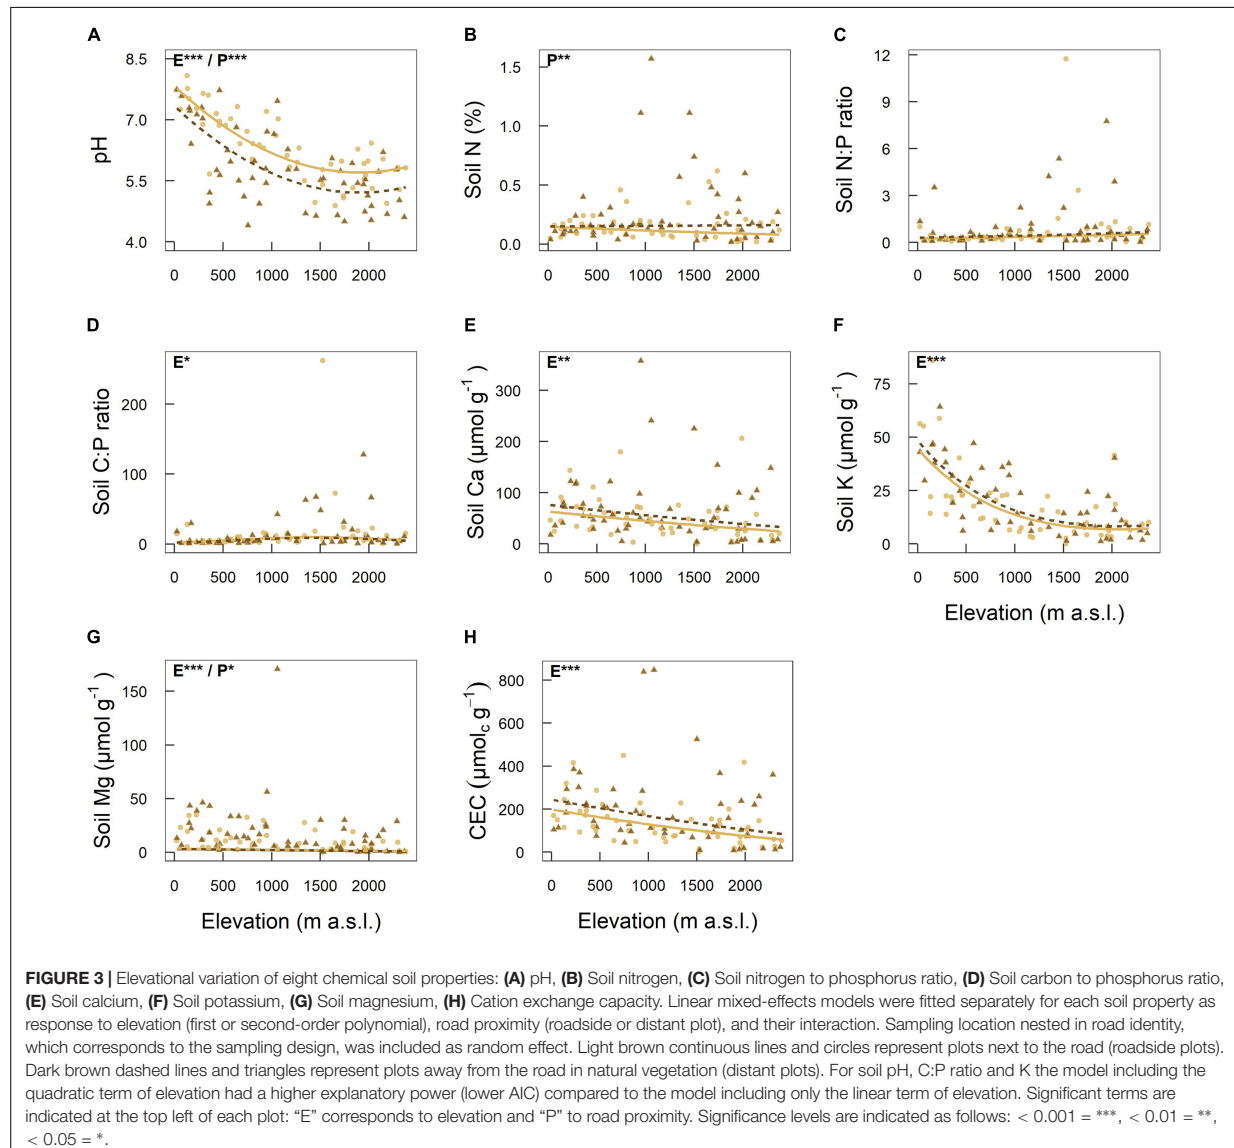 A
B
C
E*** / P***
P**
8.5
7.0
5.5
4.0
pH
1.5
1.0
0.5
0.0
Soil N (%)
12
9
6
3
0
Soil N:P ratio
0 500 1000 1500 2000
0 500 1000 1500 2000
0 500 1000 1500 2000
D
E
F
E*
E**
E***
200
100
0
Soil C:P ratio
300
200
100
0
Soil Ca (µmol g⁻¹)
75
50
25
0
Soil K (µmol g⁻¹)
0 500 1000 1500 2000
0 500 1000 1500 2000
0 500 1000 1500 2000
Elevation (m a.s.l.)
G
H
E*** / P*
E***
150
100
50
0
Soil Mg (µmol g⁻¹)
800
600
400
200
0
CEC (µmol꜀ g⁻¹)
0 500 1000 1500 2000
0 500 1000 1500 2000
Elevation (m a.s.l.)
Elevation (m a.s.l.)
FIGURE 3 | Elevational variation of eight chemical soil properties: (A) pH, (B) Soil nitrogen, (C) Soil nitrogen to phosphorus ratio, (D) Soil carbon to phosphorus ratio,
(E) Soil calcium, (F) Soil potassium, (G) Soil magnesium, (H) Cation exchange capacity. Linear mixed-effects models were fitted separately for each soil property as
response to elevation (first or second-order polynomial), road proximity (roadside or distant plot), and their interaction. Sampling location nested in road identity,
which corresponds to the sampling design, was included as random effect. Light brown continuous lines and circles represent plots next to the road (roadside plots).
Dark brown dashed lines and triangles represent plots away from the road in natural vegetation (distant plots). For soil pH, C:P ratio and K the model including the
quadratic term of elevation had a higher explanatory power (lower AIC) compared to the model including only the linear term of elevation. Significant terms are
indicated at the top left of each plot: “E” corresponds to elevation and “P” to road proximity. Significance levels are indicated as follows: < 0.001 = ***, < 0.01 = **,
< 0.05 = *.